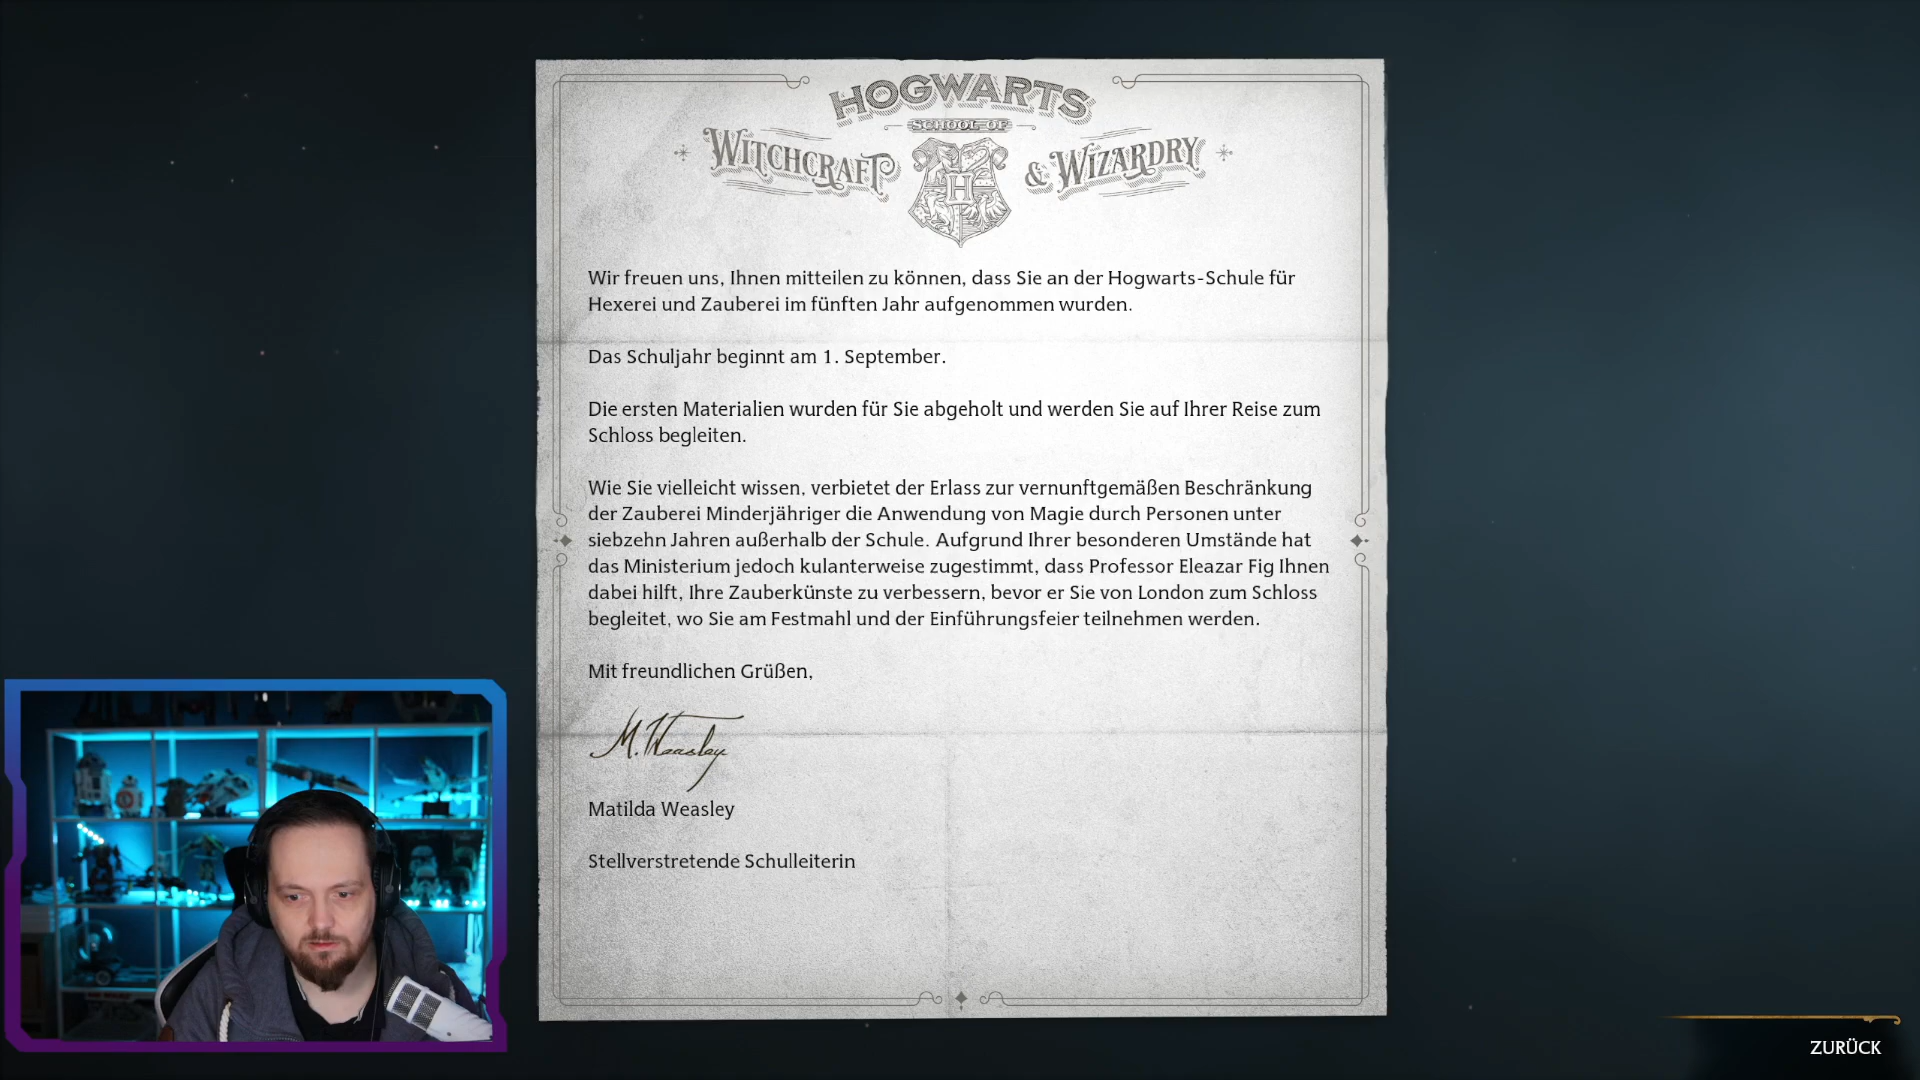 HOGWARTS
SCHOOL OF
WITCHCRAFT & WIZARDRY
H
Wir freuen uns, Ihnen mitteilen zu können, dass Sie an der Hogwarts-Schule für
Hexerei und Zauberei im fünften Jahr aufgenommen wurden.
Das Schuljahr beginnt am 1. September.
Die ersten Materialien wurden für Sie abgeholt und werden Sie auf Ihrer Reise zum
Schloss begleiten.
Wie Sie vielleicht wissen, verbietet der Erlass zur vernunftgemäßen Beschränkung
der Zauberei Minderjähriger die Anwendung von Magie durch Personen unter
siebzehn Jahren außerhalb der Schule. Aufgrund Ihrer besonderen Umstände hat
das Ministerium jedoch kulanterweise zugestimmt, dass Professor Eleazar Fig Ihnen
dabei hilft, Ihre Zauberkünste zu verbessern, bevor er Sie von London zum Schloss
begleitet, wo Sie am Festmahl und der Einführungsfeier teilnehmen werden.
Mit freundlichen Grüßen,
M. Weasley
Matilda Weasley
Stellverstretende Schulleiterin
ZURÜCK